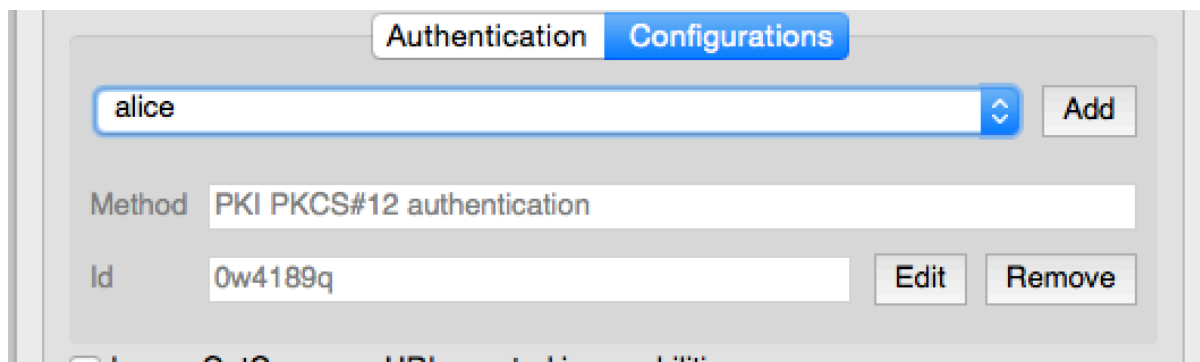 Authentication Configurations
alice Add
Method PKI PKCS#12 authentication
Id 0w4189q Edit Remove